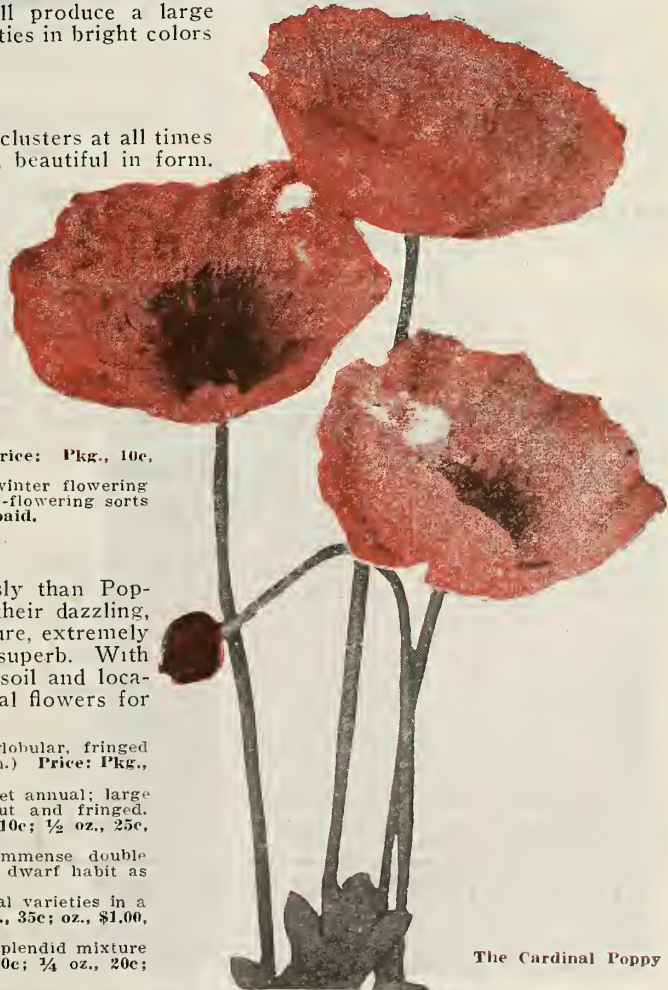 ll produce a large
ties in bright colors
clusters at all times
beautiful in form.
rice: Pkg., 10c,
winter flowering
-flowering sorts
paid.
sly than Pop-
their dazzling,
ure, extremely
superb. With
soil and loca-
al flowers for
lobular, fringed
n.) Price: Pkg.,
et annual; large
ut and fringed.
10c; ½ oz., 25c,
mmense double
dwarf habit as
al varieties in a
., 35c; oz., $1.00,
plendid mixture
0c; ¼ oz., 20c;
The Cardinal Poppy